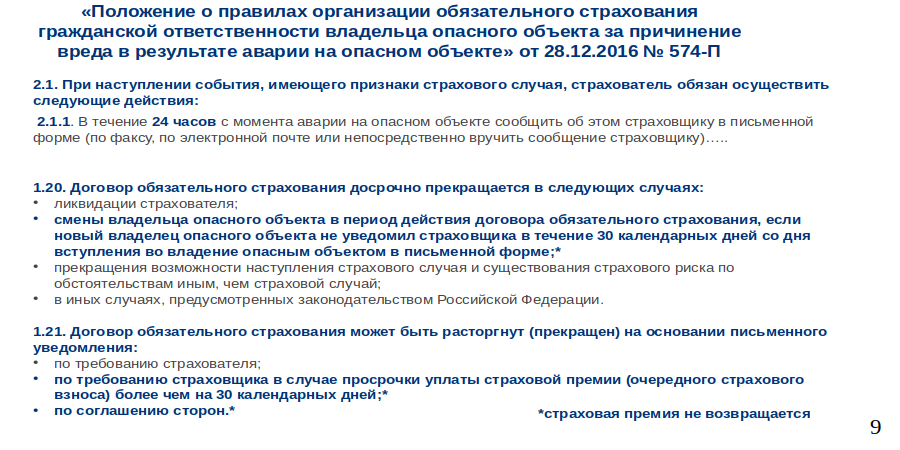 «Положение о правилах организации обязательного страхования
гражданской ответственности владельца опасного объекта за причинение
вреда в результате аварии на опасном объекте» от 28.12.2016 № 574-П
2.1. При наступлении события, имеющего признаки страхового случая, страхователь обязан осуществить
следующие действия:
2.1.1. В течение 24 часов с момента аварии на опасном объекте сообщить об этом страховщику в письменной
форме (по факсу, по электронной почте или непосредственно вручить сообщение страховщику)…..
1.20. Договор обязательного страхования досрочно прекращается в следующих случаях:
• ликвидации страхователя;
• смены владельца опасного объекта в период действия договора обязательного страхования, если
новый владелец опасного объекта не уведомил страховщика в течение 30 календарных дней со дня
вступления во владение опасным объектом в письменной форме;*
• прекращения возможности наступления страхового случая и существования страхового риска по
обстоятельствам иным, чем страховой случай;
• в иных случаях, предусмотренных законодательством Российской Федерации.
1.21. Договор обязательного страхования может быть расторгнут (прекращен) на основании письменного
уведомления:
• по требованию страхователя;
• по требованию страховщика в случае просрочки уплаты страховой премии (очередного страхового
взноса) более чем на 30 календарных дней;*
• по соглашению сторон.*
*страховая премия не возвращается
9